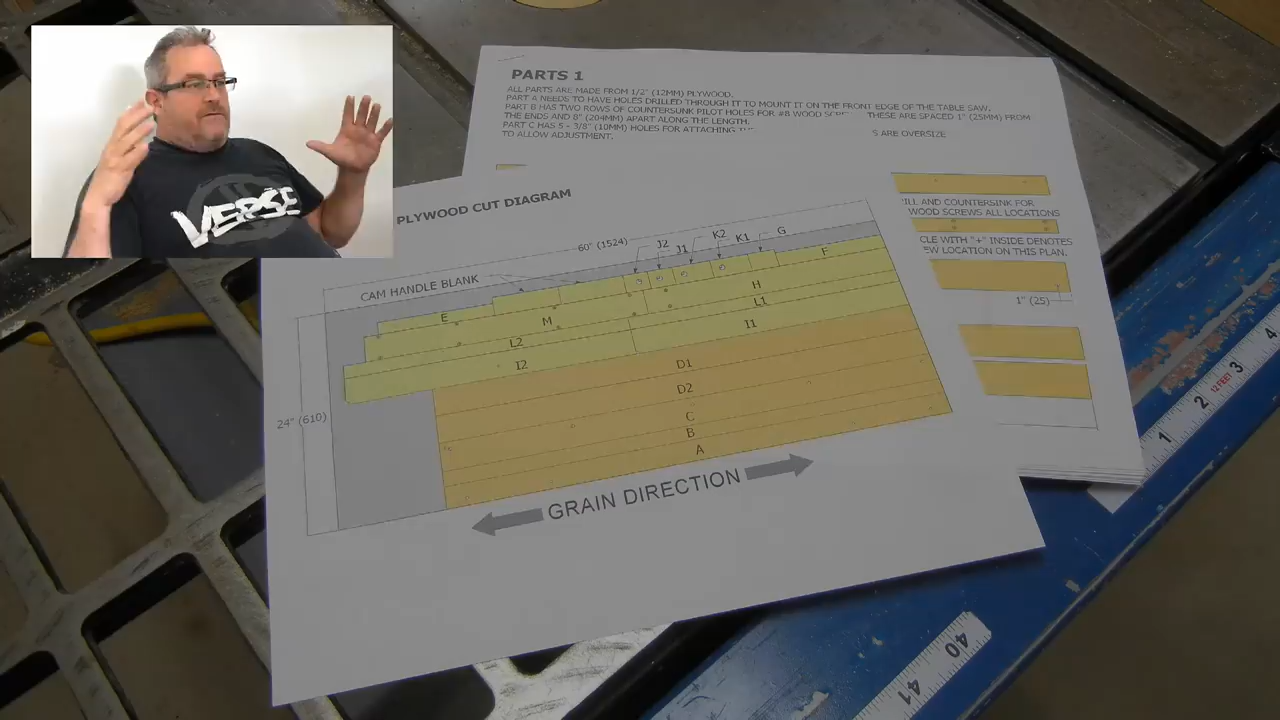 VERSE
PARTS 1
ALL PARTS ARE MADE FROM 1/2" (12MM) PLYWOOD.
PART A NEEDS TO HAVE HOLES DRILLED THROUGH IT TO MOUNT IT ON THE FRONT EDGE OF THE TABLE SAW.
PART B HAS TWO ROWS OF COUNTERSUNK PILOT HOLES FOR #8 WOOD THESE ARE SPACED 1" (25MM) FROM
THE ENDS AND 8" (204MM) APART ALONG THE LENGTH.
PART C HAS 5 - 3/8" (10MM) HOLES FOR ATTACHING S ARE OVERSIZE
TO ALLOW ADJUSTMENT.
PLYWOOD CUT DIAGRAM
ILL AND COUNTERSINK FOR
WOOD SCREWS ALL LOCATIONS
CLE WITH "+" INSIDE DENOTES
EW LOCATION ON THIS PLAN.
1" (25)
60" (1524)
J2
J1
K2
K1
G
CAM HANDLE BLANK
F
E
M
H
L2
L1
I2
I1
24" (610)
D1
D2
C
B
A
GRAIN DIRECTION
1
2
12 FEET
3
4
40
41